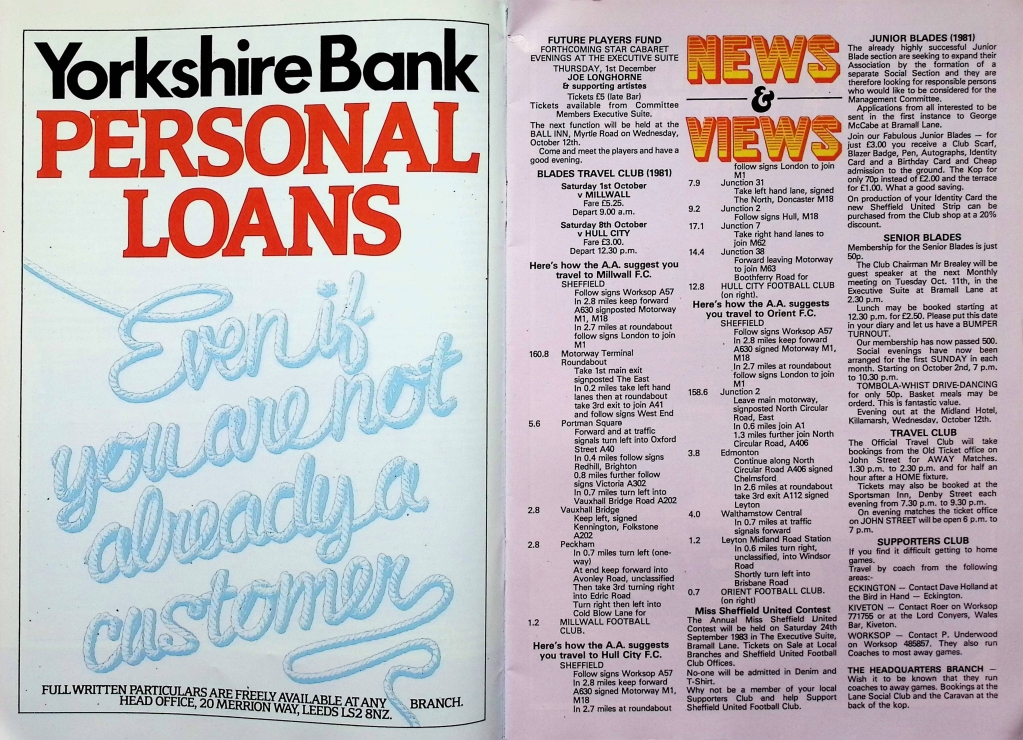 Yorkshire Bank
PERSONAL
LOANS
Even if
you are not
already a
customer
FULL WRITTEN PARTICULARS ARE FREELY AVAILABLE AT ANY BRANCH.
HEAD OFFICE, 20 MERRION WAY, LEEDS LS2 8NZ.
FUTURE PLAYERS FUND
FORTHCOMING STAR CABARET
EVENINGS AT THE EXECUTIVE SUITE
THURSDAY, 1st December
JOE LONGHORNE
& supporting artistes
Tickets £5 (late Bar)
Tickets available from Committee
Members Executive Suite.
The next function will be held at the
BALL INN, Myrtle Road on Wednesday,
October 12th.
Come and meet the players and have a
good evening.
BLADES TRAVEL CLUB (1981)
Saturday 1st October
v MILLWALL
Fare £5.25.
Depart 9.00 a.m.
Saturday 8th October
v HULL CITY
Fare £3.00.
Depart 12.30 p.m.
Here's how the A.A. suggest you
travel to Millwall F.C.
SHEFFIELD
Follow signs Worksop A57
In 2.8 miles keep forward
A630 signposted Motorway
M1, M18
In 2.7 miles at roundabout
follow signs London to join
M1
160.8 Motorway Terminal
Roundabout
Take 1st main exit
signposted The East
In 0.2 miles take left hand
lanes then at roundabout
take 3rd exit to join A41
and follow signs West End
5.6 Portman Square
Forward and at traffic
signals turn left into Oxford
Street A40
In 0.4 miles follow signs
Redhill, Brighton
0.8 miles further follow
signs Victoria A302
In 0.7 miles turn left into
Vauxhall Bridge Road A202
2.8 Vauxhall Bridge
Keep left, signed
Kennington, Folkstone
A202
2.8 Peckham
In 0.7 miles turn left (one-
way)
At end keep forward into
Avonley Road, unclassified
Then take 3rd turning right
into Edric Road
Turn right then left into
Cold Blow Lane for
1.2 MILLWALL FOOTBALL
CLUB.
Here's how the A.A. suggests
you travel to Hull City F.C.
SHEFFIELD
Follow signs Worksop A57
In 2.8 miles keep forward
A630 signed Motorway M1,
M18
In 2.7 miles at roundabout
NEWS
&
VIEWS
follow signs London to join
M1
7.9 Junction 31
Take left hand lane, signed
The North, Doncaster M18
9.2 Junction 2
Follow signs Hull, M18
17.1 Junction 7
Take right hand lanes to
join M62
14.4 Junction 38
Forward leaving Motorway
to join M63
Boothferry Road for
12.8 HULL CITY FOOTBALL CLUB
(on right).
Here's how the A.A. suggests
you travel to Orient F.C.
SHEFFIELD
Follow signs Worksop A57
In 2.8 miles keep forward
A630 signed Motorway M1,
M18
In 2.7 miles at roundabout
follow signs London to join
M1
158.6 Junction 2
Leave main motorway,
signposted North Circular
Road, East
In 0.6 miles join A1
1.3 miles further join North
Circular Road, A406
3.8 Edmonton
Continue along North
Circular Road A406 signed
Chelmsford
In 2.6 miles at roundabout
take 3rd exit A112 signed
Leyton
4.0 Walthamstow Central
In 0.7 miles at traffic
signals forward
1.2 Leyton Midland Road Station
In 0.6 miles turn right,
unclassified, into Windsor
Road
Shortly turn left into
Brisbane Road
0.7 ORIENT FOOTBALL CLUB.
(on right)
Miss Sheffield United Contest
The Annual Miss Sheffield United
Contest will be held on Saturday 24th
September 1983 in The Executive Suite,
Bramall Lane. Tickets on Sale at Local
Branches and Sheffield United Football
Club Offices.
No-one will be admitted in Denim and
T-Shirt.
Why not be a member of your local
Supporters Club and help Support
Sheffield United Football Club.
JUNIOR BLADES (1981)
The already highly successful Junior
Blade section are seeking to expand their
Association by the formation of a
separate Social Section and they are
therefore looking for responsible persons
who would like to be considered for the
Management Committee.
Applications from all interested to be
sent in the first instance to George
McCabe at Bramall Lane.
Join our Fabulous Junior Blades — for
just £3.00 you receive a Club Scarf,
Blazer Badge, Pen, Autographs, Identity
Card and a Birthday Card and Cheap
admission to the ground. The Kop for
only 70p instead of £2.00 and the terrace
for £1.00. What a good saving.
On production of your Identity Card the
new Sheffield United Strip can be
purchased from the Club shop at a 20%
discount.
SENIOR BLADES
Membership for the Senior Blades is just
50p.
The Club Chairman Mr Brealey will be
guest speaker at the next Monthly
meeting on Tuesday Oct. 11th, in the
Executive Suite at Bramall Lane at
2.30 p.m.
Lunch may be booked starting at
12.30 p.m. for £2.50. Please put this date
in your diary and let us have a BUMPER
TURNOUT.
Our membership has now passed 500.
Social evenings have now been
arranged for the first SUNDAY in each
month. Starting on October 2nd, 7 p.m.
to 10.30 p.m.
TOMBOLA-WHIST DRIVE-DANCING
for only 50p. Basket meals may be
orderd. This is fantastic value.
Evening out at the Midland Hotel,
Killamarsh, Wednesday, October 12th.
TRAVEL CLUB
The Official Travel Club will take
bookings from the Old Ticket office on
John Street for AWAY Matches.
1.30 p.m. to 2.30 p.m. and for half an
hour after a HOME fixture.
Tickets may also be booked at the
Sportsman Inn, Denby Street each
evening from 7.30 p.m. to 9.30 p.m.
On evening matches the ticket office
on JOHN STREET will be open 6 p.m. to
7 p.m.
SUPPORTERS CLUB
If you find it difficult getting to home
games.
Travel by coach from the following
areas:-
ECKINGTON — Contact Dave Holland at
the Bird in Hand — Eckington.
KIVETON — Contact Roer on Worksop
771755 or at the Lord Conyers, Wales
Bar, Kiveton.
WORKSOP — Contact P. Underwood
on Worksop 485857. They also run
Coaches to most away games.
THE HEADQUARTERS BRANCH —
Wish it to be known that they run
coaches to away games. Bookings at the
Lane Social Club and the Caravan at the
back of the kop.